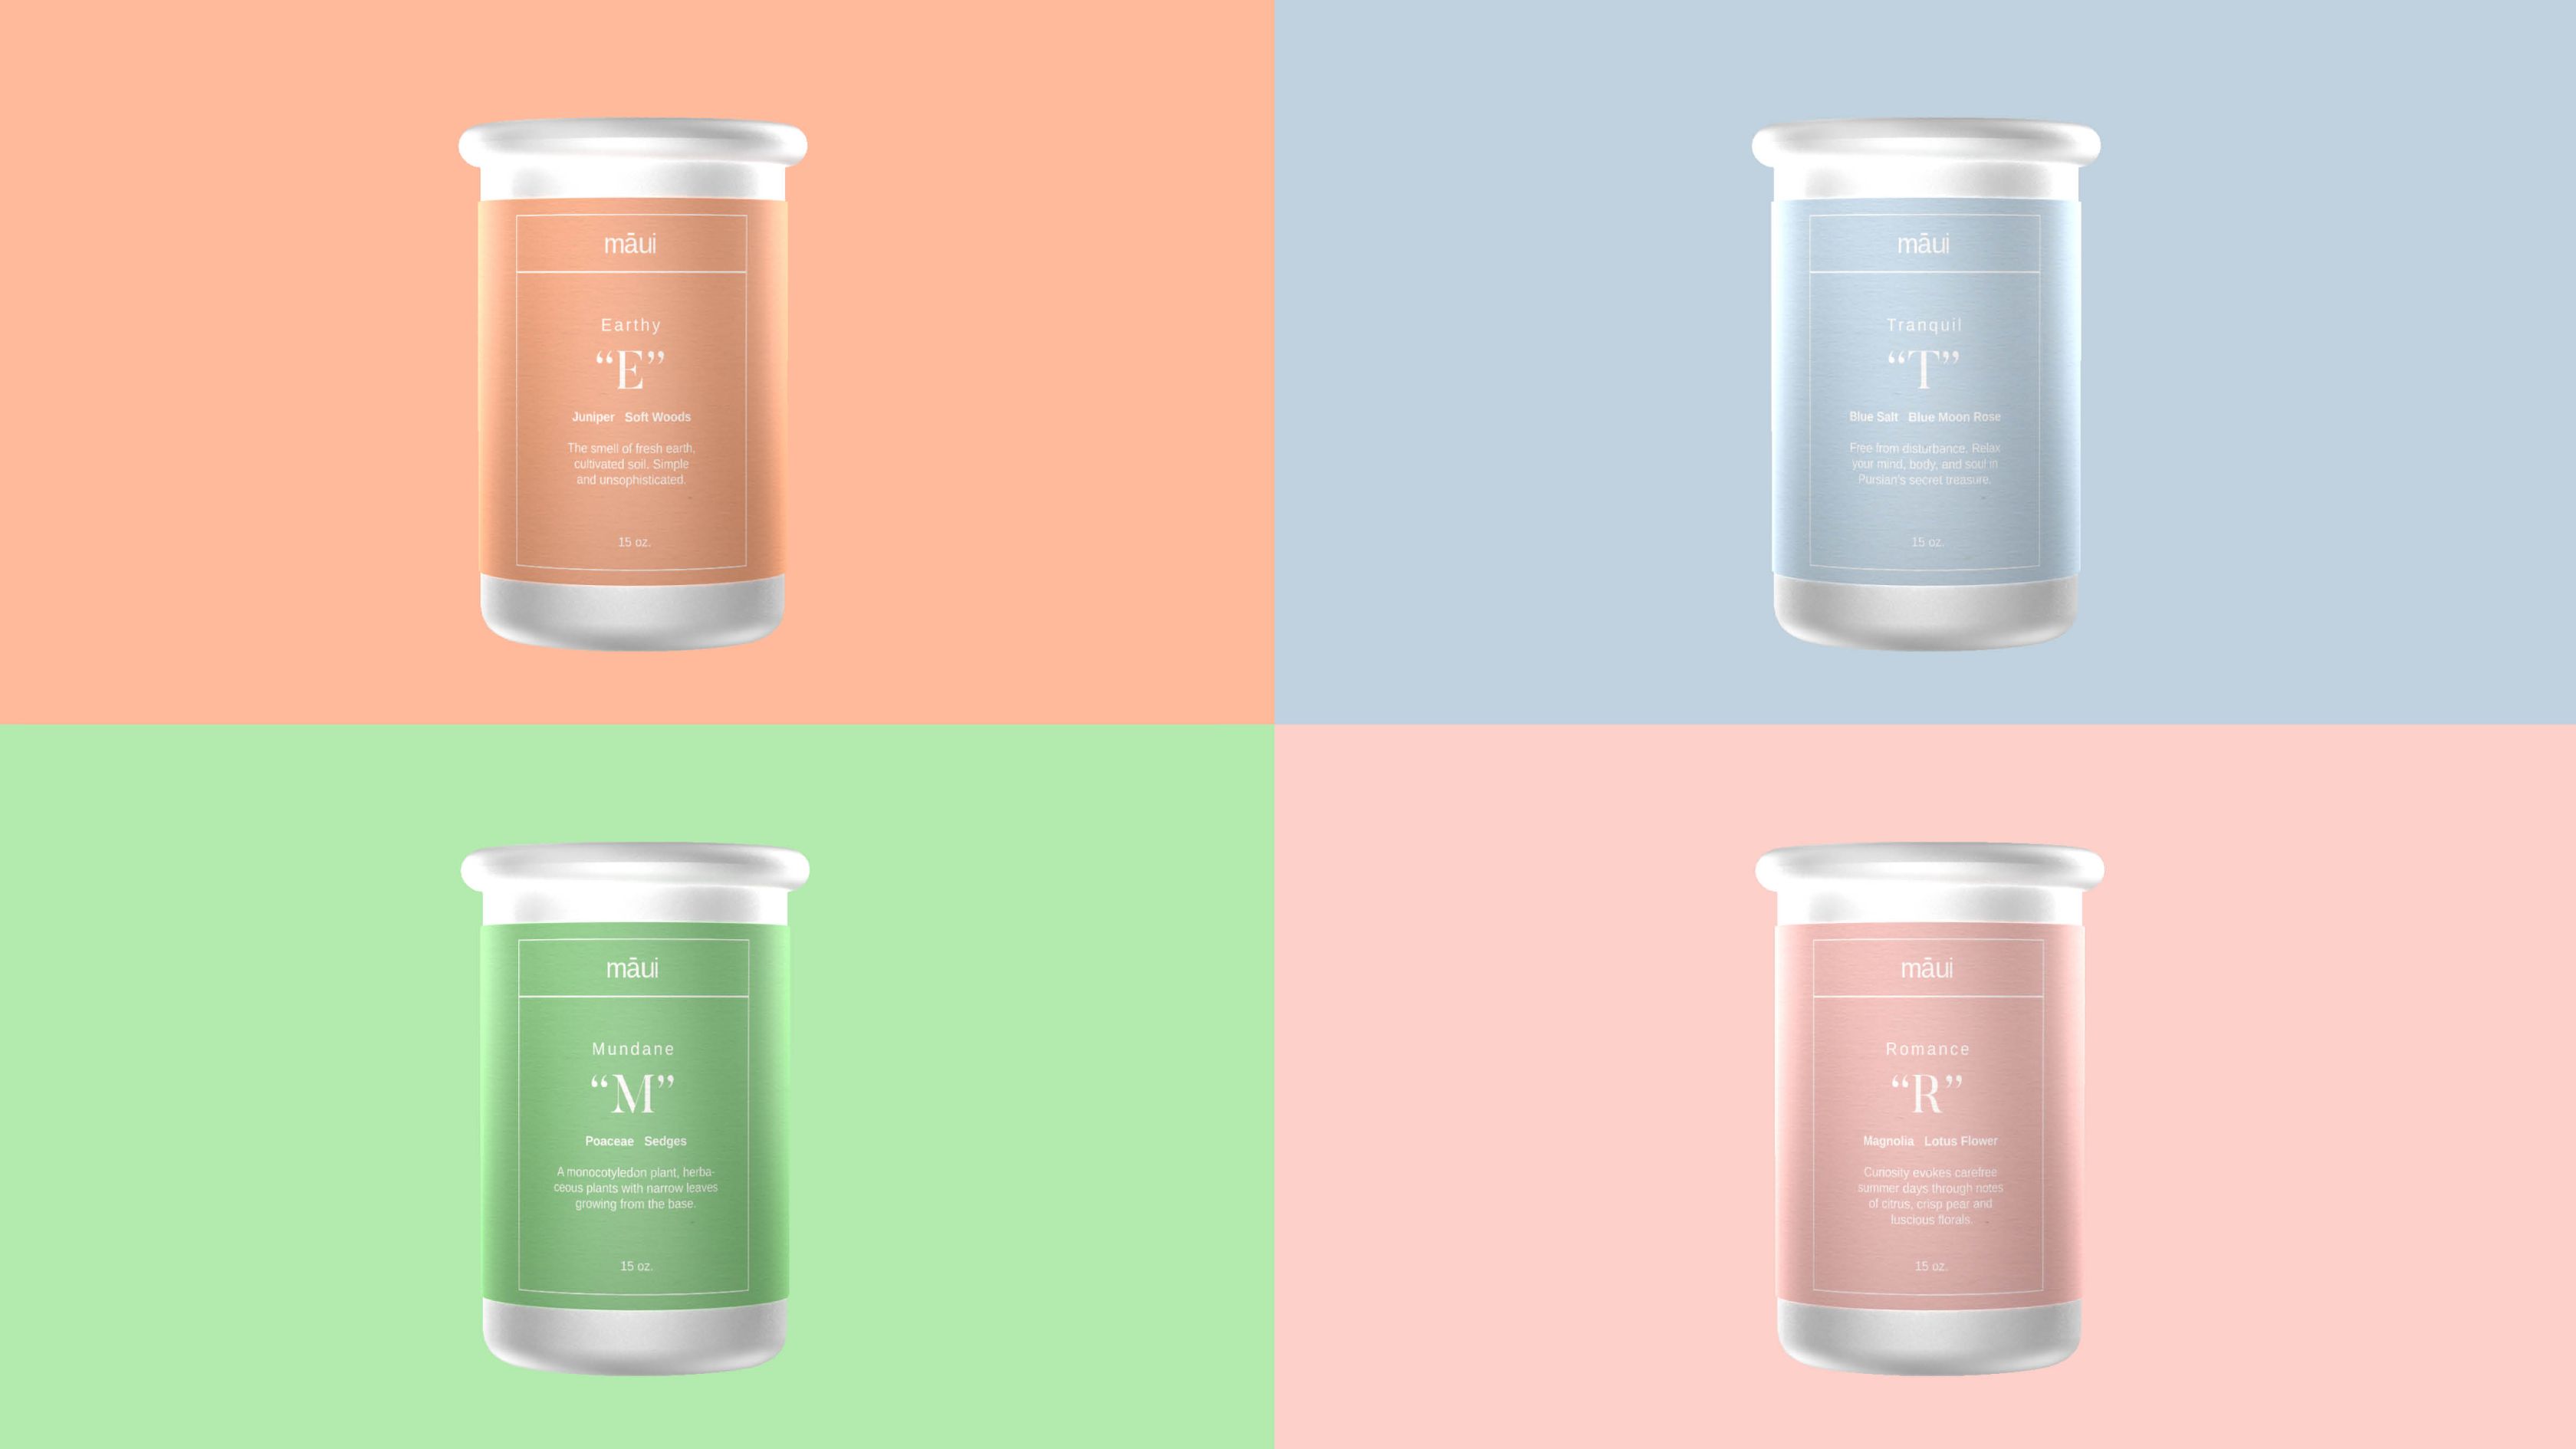 māui
Earthy
“E”
Juniper Soft Woods
The smell of fresh earth,
cultivated soil. Simple
and unsophisticated.
15 oz.
māui
Tranquil
“T”
Blue Salt Blue Moon Rose
Free from disturbance. Relax
your mind, body, and soul in
Pursian's secret treasure.
15 oz.
māui
Mundane
“M”
Poaceae Sedges
A monocotyledon plant, herba-
ceous plants with narrow leaves
growing from the base.
15 oz.
māui
Romance
“R”
Magnolia Lotus Flower
Curiosity evokes carefree
summer days through notes
of citrus, crisp pear and
luscious florals.
15 oz.